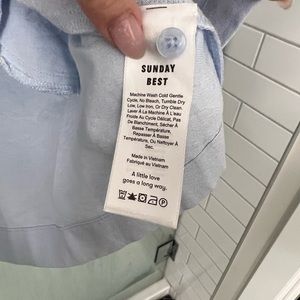 SUNDAY
BEST
Machine Wash Cold Gentle
Cycle, No Bleach, Tumble Dry
Low, Low Iron, Or Dry Clean.
Laver À La Machine À L'eau
Froide Au Cycle Délicat, Pas
De Blanchiment, Sécher À
Basse Température,
Repasser À Basse
Température, Ou Nettoyer À
Sec.
Made in Vietnam
Fabriqué au Vietnam
A little love
goes a long way.